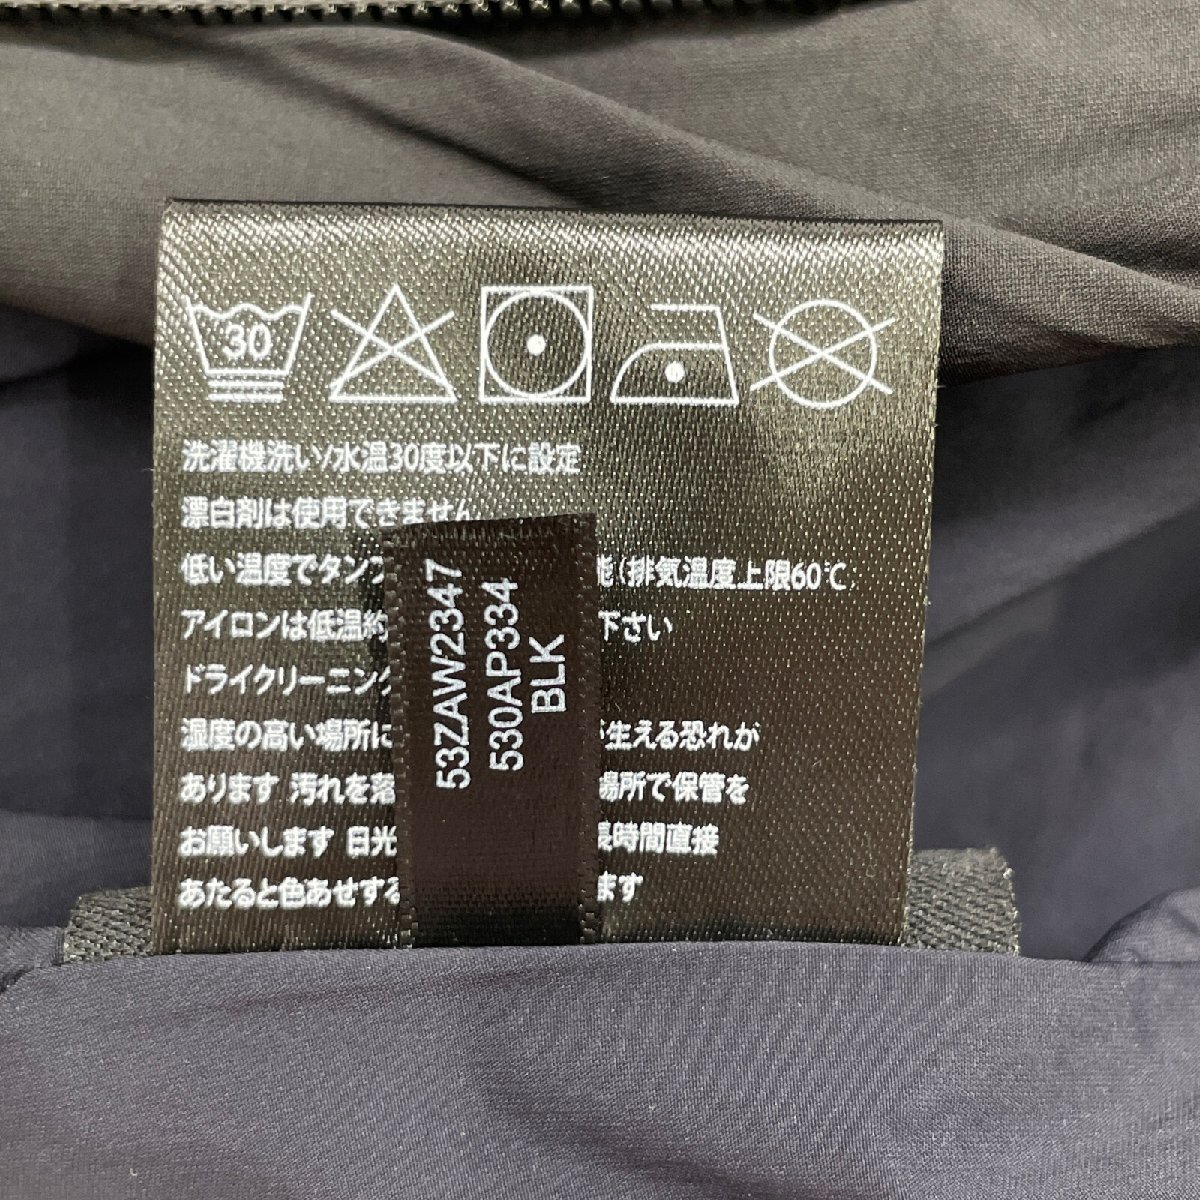 30
洗濯機洗い/水温30度以下に設定
漂白剤は使用できません
低い温度でタンブ 能(排気温度上限60℃
アイロンは低温約 下さい
ドライクリーニング
湿度の高い場所に が生える恐れが
あります 汚れを落 場所で保管を
お願いします 日光 長時間直接
あたると色あせする ます
53ZAW2347
530AP334
BLK